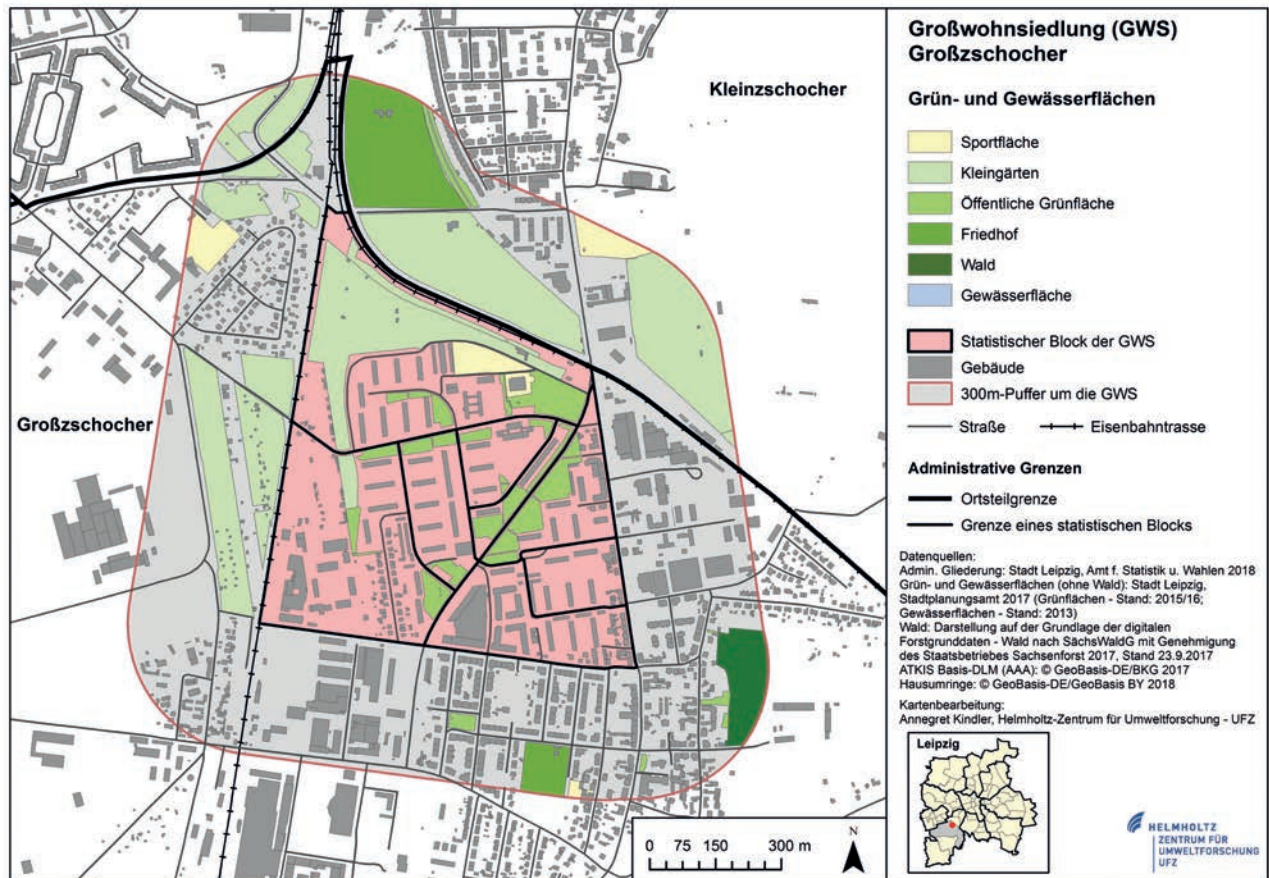 Kleinzschocher
Großzschocher
0 75 150 300 m
N
Großwohnsiedlung (GWS)
Großzschocher
Grün- und Gewässerflächen
Sportfläche
Kleingärten
Öffentliche Grünfläche
Friedhof
Wald
Gewässerfläche
Statistischer Block der GWS
Gebäude
300m-Puffer um die GWS
Straße Eisenbahntrasse
Administrative Grenzen
Ortsteilgrenze
Grenze eines statistischen Blocks
Datenquellen:
Admin. Gliederung: Stadt Leipzig, Amt f. Statistik u. Wahlen 2018
Grün- und Gewässerflächen (ohne Wald): Stadt Leipzig,
Stadtplanungsamt 2017 (Grünflächen - Stand: 2015/16;
Gewässerflächen - Stand: 2013)
Wald: Darstellung auf der Grundlage der digitalen
Forstgrunddaten - Wald nach SächsWaldG mit Genehmigung
des Staatsbetriebes Sachsenforst 2017, Stand 23.9.2017
ATKIS Basis-DLM (AAA): © GeoBasis-DE/BKG 2017
Hausumringe: © GeoBasis-DE/GeoBasis BY 2018
Kartenbearbeitung:
Annegret Kindler, Helmholtz-Zentrum für Umweltforschung - UFZ
Leipzig
HELMHOLTZ
ZENTRUM FÜR
UMWELTFORSCHUNG
UFZ